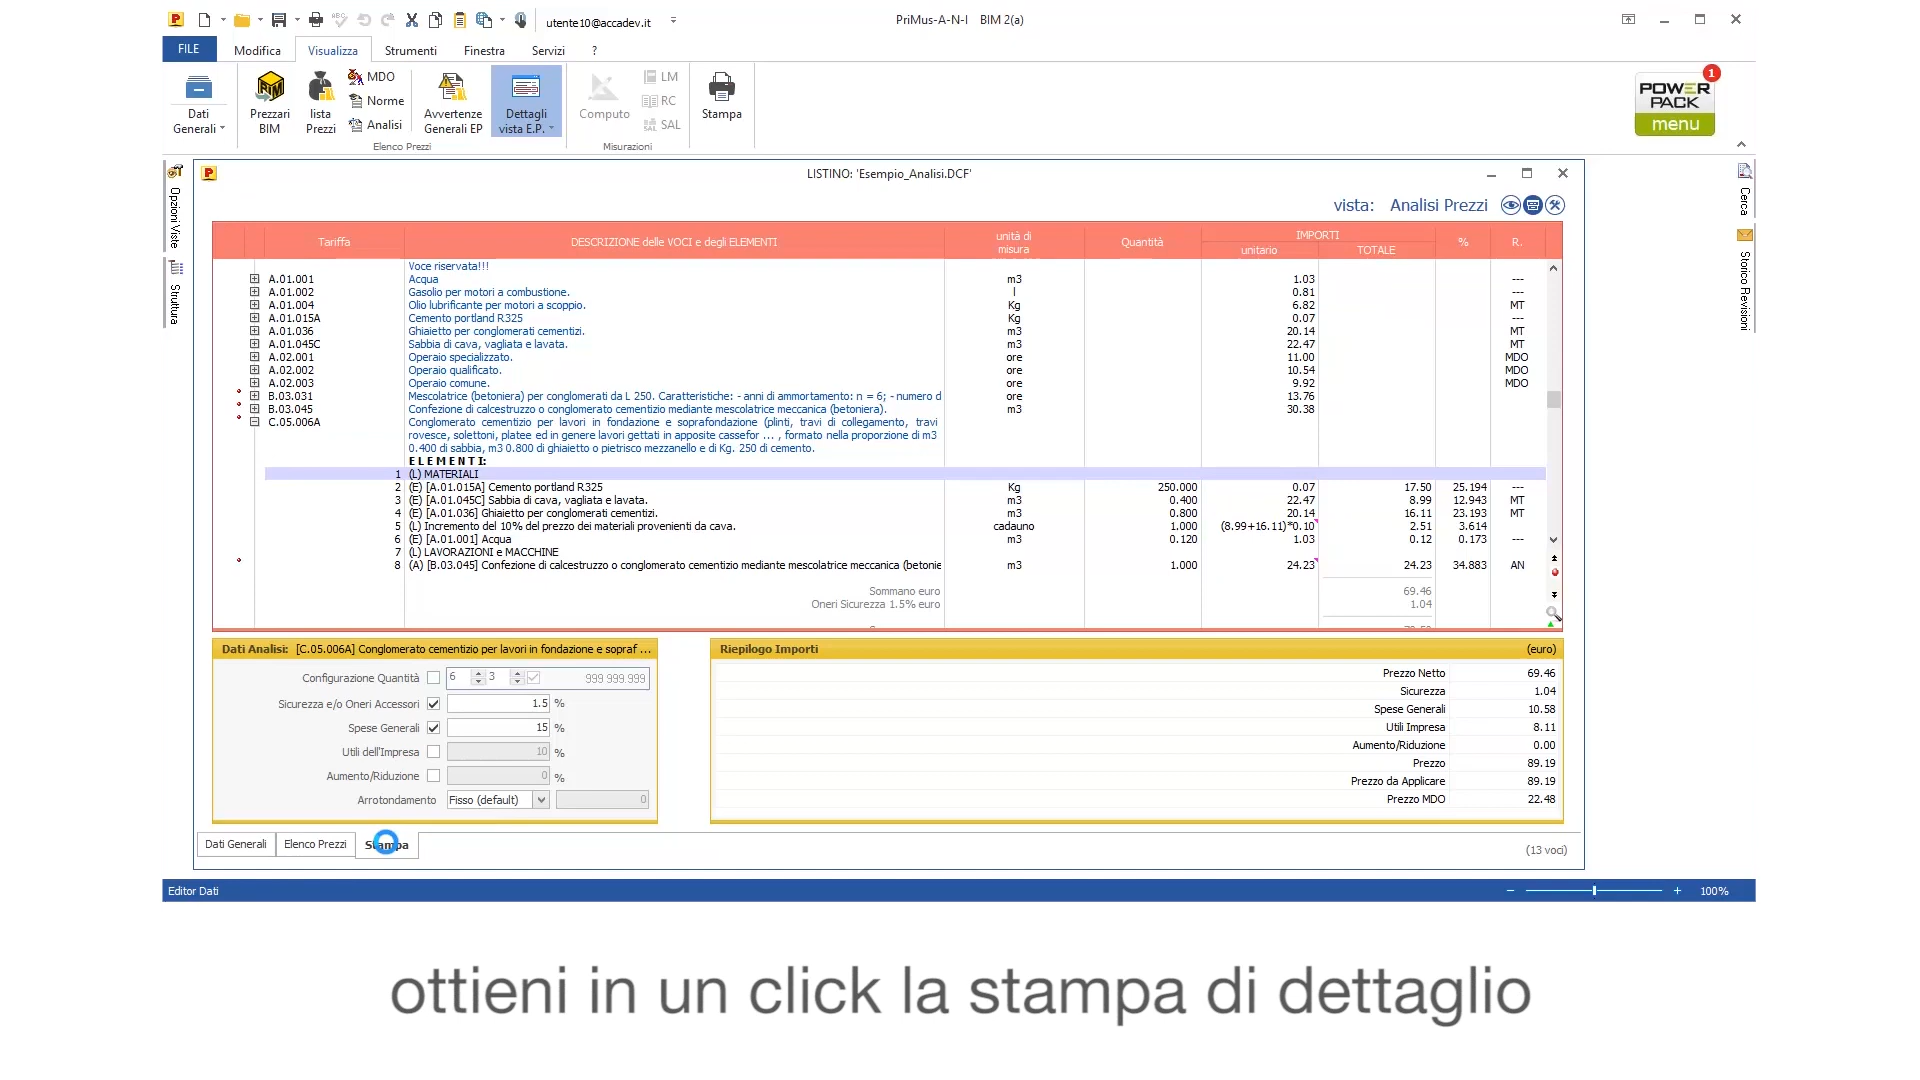 utente10@accadev.it
PriMus-A-N-I BIM 2(a)
FILE Modifica Visualizza Strumenti Finestra Servizi ?
Dati Generali
Prezzari BIM
lista Prezzi
MDO
Norme
Analisi
Avvertenze Generali EP
Dettagli vista E.P.
Elenco Prezzi
Computo
LM
RC
SAL
Misurazioni
Stampa
POWER PACK menu
1
Opzioni Viste
Struttura
Cerca
Storico Revisioni
LISTINO: 'Esempio_Analisi.DCF'
vista: Analisi Prezzi
Tariffa DESCRIZIONE delle VOCI e degli ELEMENTI unità di misura Quantità IMPORTI unitario TOTALE % R.
Voce riservata!!!
A.01.001 Acqua m3 1.03 ---
A.01.002 Gasolio per motori a combustione. l 0.81 ---
A.01.004 Olio lubrificante per motori a scoppio. Kg 6.82 MT
A.01.015A Cemento portland R325 Kg 0.07 ---
A.01.036 Ghiaietto per conglomerati cementizi. m3 20.14 MT
A.01.045C Sabbia di cava, vagliata e lavata. m3 22.47 MT
A.02.001 Operaio specializzato. ore 11.00 MDO
A.02.002 Operaio qualificato. ore 10.54 MDO
A.02.003 Operaio comune. ore 9.92 MDO
B.03.031 Mescolatrice (betoniera) per conglomerati da L 250. Caratteristiche: - anni di ammortamento: n = 6; - numero d ore 13.76
B.03.045 Confezione di calcestruzzo o conglomerato cementizio mediante mescolatrice meccanica (betoniera). m3 30.38
C.05.006A Conglomerato cementizio per lavori in fondazione e soprafondazione (plinti, travi di collegamento, travi
rovesce, solettoni, platee ed in genere lavori gettati in apposite cassefor ... , formato nella proporzione di m3
0.400 di sabbia, m3 0.800 di ghiaietto o pietrisco mezzanello e di Kg. 250 di cemento.
E L E M E N T I:
1 (L) MATERIALI
2 (E) [A.01.015A] Cemento portland R325 Kg 250.000 0.07 17.50 25.194 ---
3 (E) [A.01.045C] Sabbia di cava, vagliata e lavata. m3 0.400 22.47 8.99 12.943 MT
4 (E) [A.01.036] Ghiaietto per conglomerati cementizi. m3 0.800 20.14 16.11 23.193 MT
5 (L) Incremento del 10% del prezzo dei materiali provenienti da cava. cadauno 1.000 (8.99+16.11)*0.10 2.51 3.614
6 (E) [A.01.001] Acqua m3 0.120 1.03 0.12 0.173 ---
7 (L) LAVORAZIONI e MACCHINE
8 (A) [B.03.045] Confezione di calcestruzzo o conglomerato cementizio mediante mescolatrice meccanica (betonie m3 1.000 24.23 24.23 34.883 AN
Sommano euro 69.46
Oneri Sicurezza 1.5% euro 1.04
Dati Analisi: [C.05.006A] Conglomerato cementizio per lavori in fondazione e sopraf ...
Configurazione Quantità 6 3 999 999.999
Sicurezza e/o Oneri Accessori 1.5 %
Spese Generali 15 %
Utili dell'Impresa 10 %
Aumento/Riduzione 0 %
Arrotondamento Fisso (default) 0
Riepilogo Importi (euro)
Prezzo Netto 69.46
Sicurezza 1.04
Spese Generali 10.58
Utili Impresa 8.11
Aumento/Riduzione 0.00
Prezzo 89.19
Prezzo da Applicare 89.19
Prezzo MDO 22.48
Dati Generali Elenco Prezzi Stampa
(13 voci)
Editor Dati
100%
ottieni in un click la stampa di dettaglio